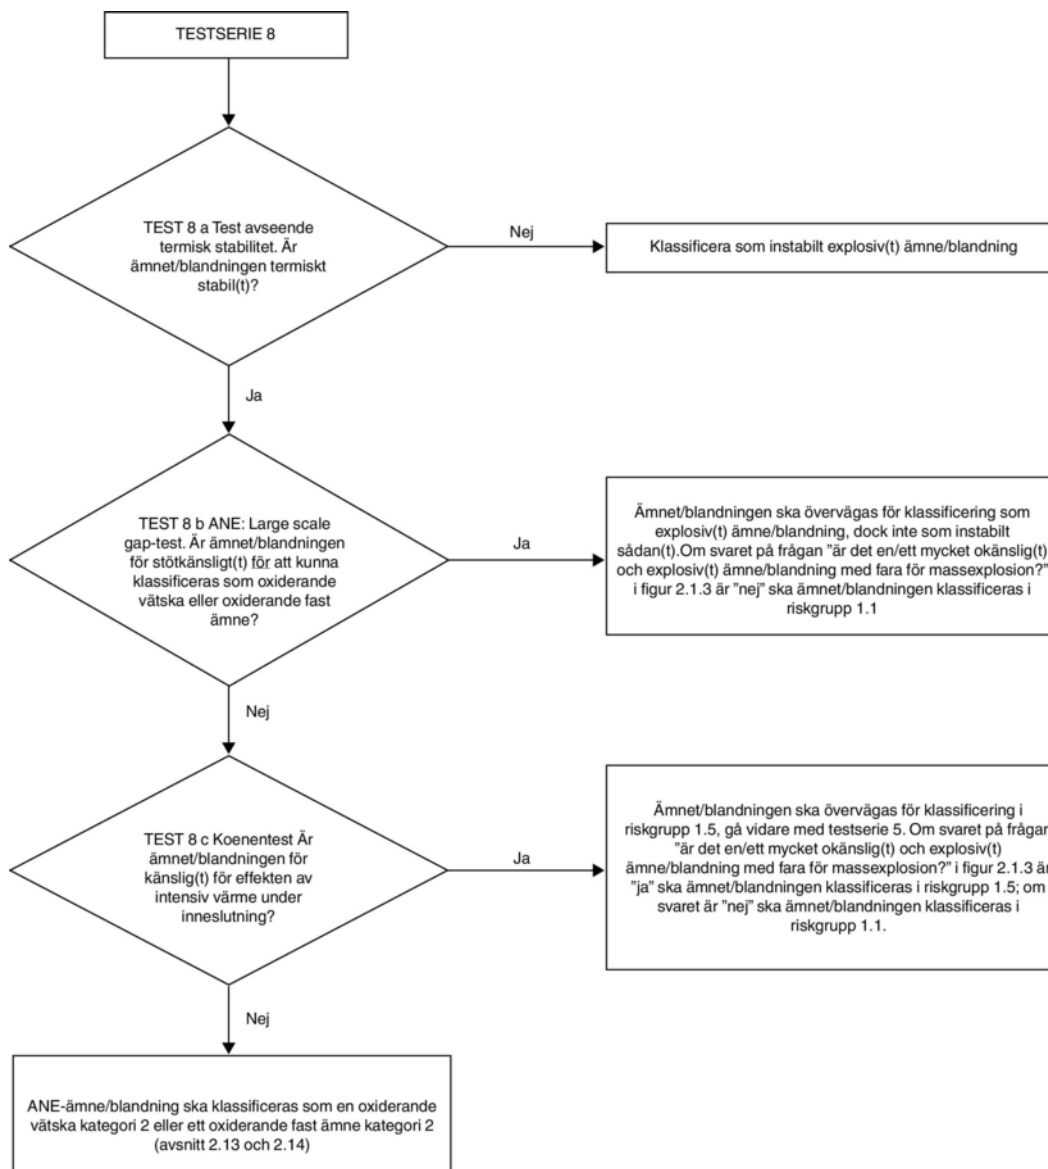 TESTSERIE 8
TEST 8 a Test avseende
termisk stabilitet. Är
ämnet/blandningen termiskt
stabil(t)?
Nej
Klassificera som instabilt explosiv(t) ämne/blandning
Ja
TEST 8 b ANE: Large scale
gap-test. Är ämnet/blandningen
för stötkänsligt(t) för att kunna
klassificeras som oxiderande
vätska eller oxiderande fast
ämne?
Ja
Ämnet/blandningen ska övervägas för klassificering som
explosiv(t) ämne/blandning, dock inte som instabilt
sådan(t).Om svaret på frågan ”är det en/ett mycket okänslig(t)
och explosiv(t) ämne/blandning med fara för massexplosion?”
i figur 2.1.3 är ”nej” ska ämnet/blandningen klassificeras i
riskgrupp 1.1
Nej
TEST 8 c Koenentest Är
ämnet/blandningen för
känslig(t) för effekten av
intensiv värme under
inneslutning?
Ja
Ämnet/blandningen ska övervägas för klassificering i
riskgrupp 1.5, gå vidare med testserie 5. Om svaret på frågan
”är det en/ett mycket okänslig(t) och explosiv(t)
ämne/blandning med fara för massexplosion?” i figur 2.1.3 är
”ja” ska ämnet/blandningen klassificeras i riskgrupp 1.5; om
svaret är ”nej” ska ämnet/blandningen klassificeras i
riskgrupp 1.1.
Nej
ANE-ämne/blandning ska klassificeras som en oxiderande
vätska kategori 2 eller ett oxiderande fast ämne kategori 2
(avsnitt 2.13 och 2.14)